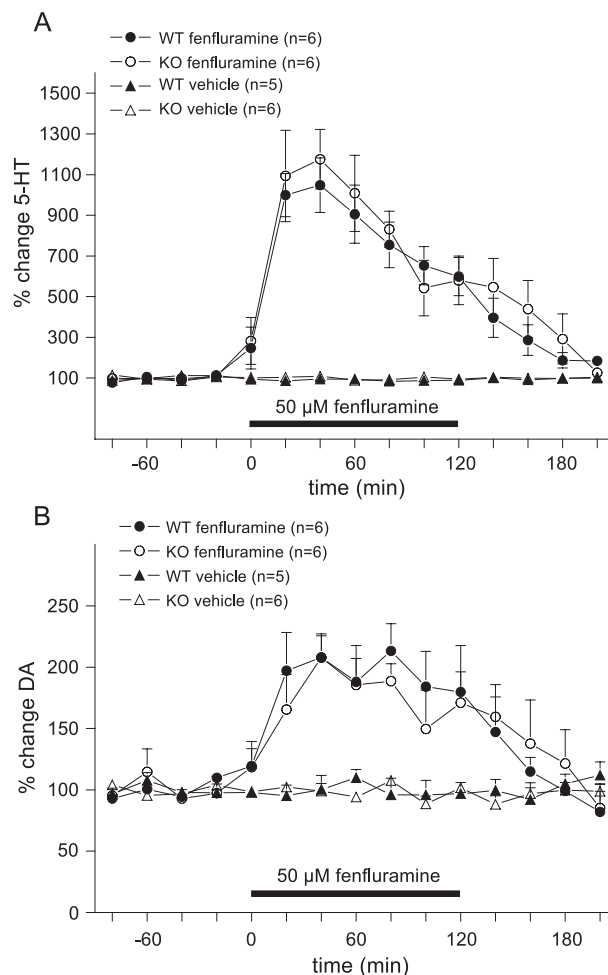 A
WT fenfluramine (n=6)
KO fenfluramine (n=6)
WT vehicle (n=5)
KO vehicle (n=6)
1500
1300
1100
900
700
500
300
100
% change 5-HT
50 µM fenfluramine
-60 0 60 120 180
time (min)
B
WT fenfluramine (n=6)
KO fenfluramine (n=6)
WT vehicle (n=5)
KO vehicle (n=6)
250
200
150
100
50
0
% change DA
50 µM fenfluramine
-60 0 60 120 180
time (min)